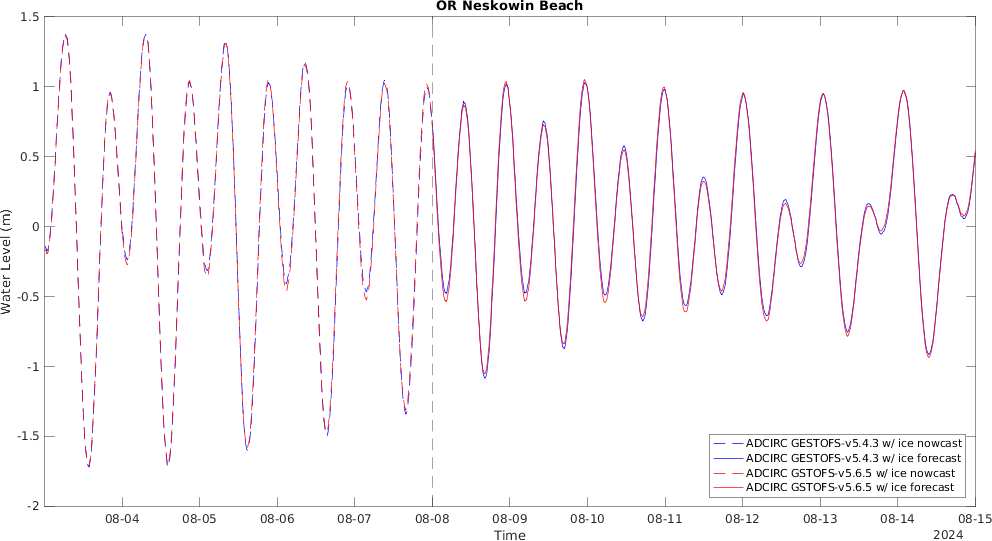 OR Neskowin Beach
1.5
1
0.5
0
-0.5
-1
-1.5
-2
Water Level (m)
08-04 08-05 08-06 08-07 08-08 08-09 08-10 08-11 08-12 08-13 08-14 08-15
Time
2024
ADCIRC GESTOFS-v5.4.3 w/ ice nowcast
ADCIRC GESTOFS-v5.4.3 w/ ice forecast
ADCIRC GSTOFS-v5.6.5 w/ ice nowcast
ADCIRC GSTOFS-v5.6.5 w/ ice forecast